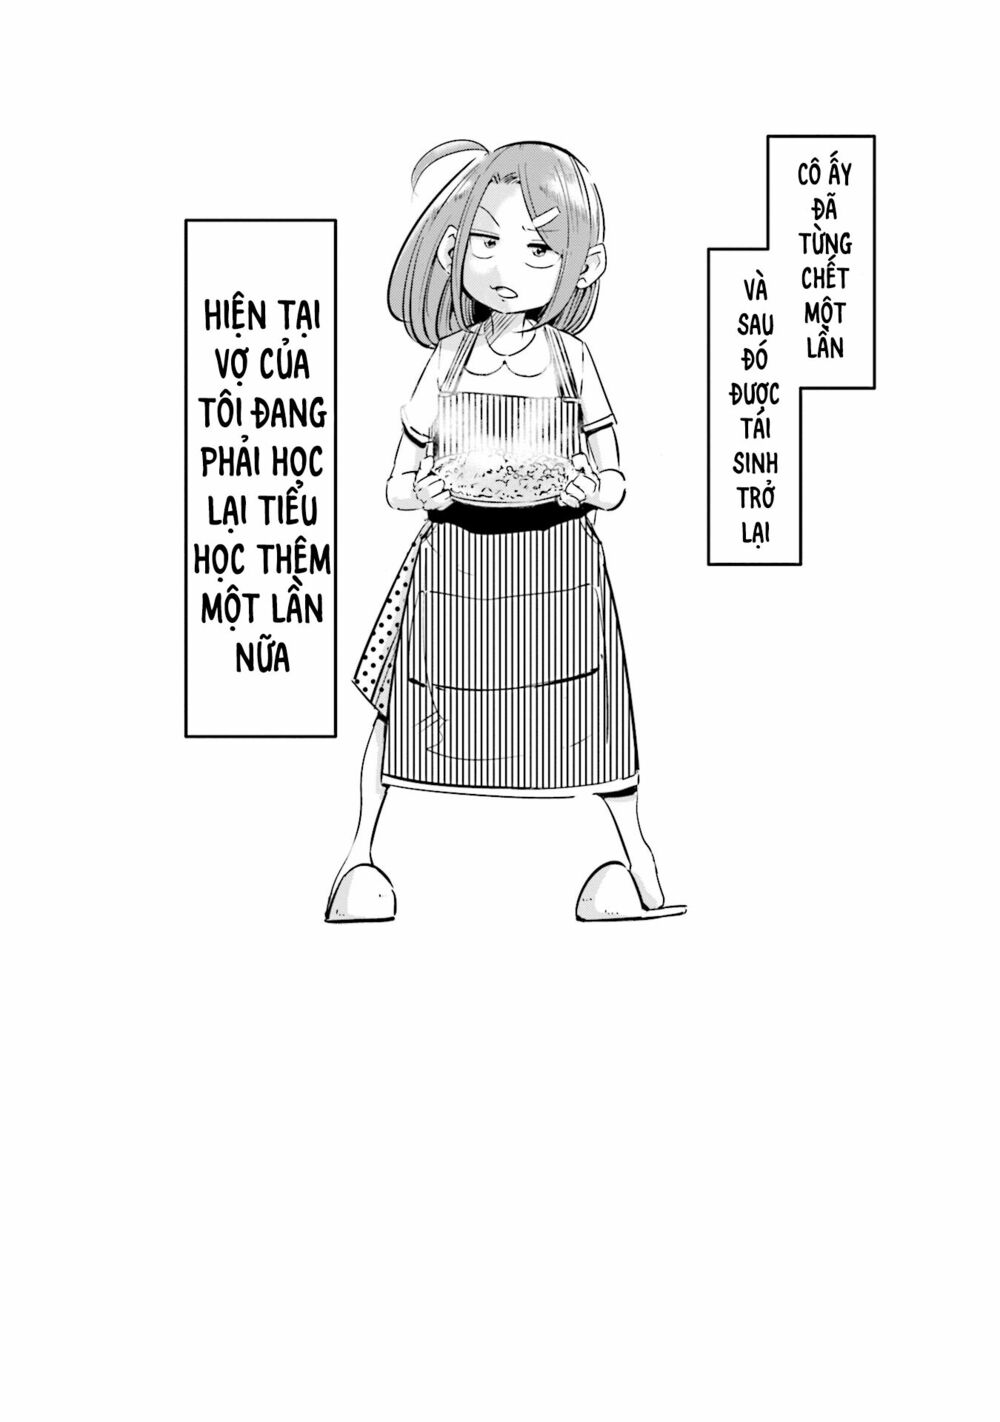 CÔ ẤY
ĐÃ
TỪNG
CHẾT
MỘT
LẦN
VÀ
SAU
ĐÓ
ĐƯỢC
TÁI
SINH
TRỞ
LẠI
HIỆN TẠI
VỢ CỦA
TÔI ĐANG
PHẢI HỌC
LẠI TIỂU
HỌC THÊM
MỘT LẦN
NỮA